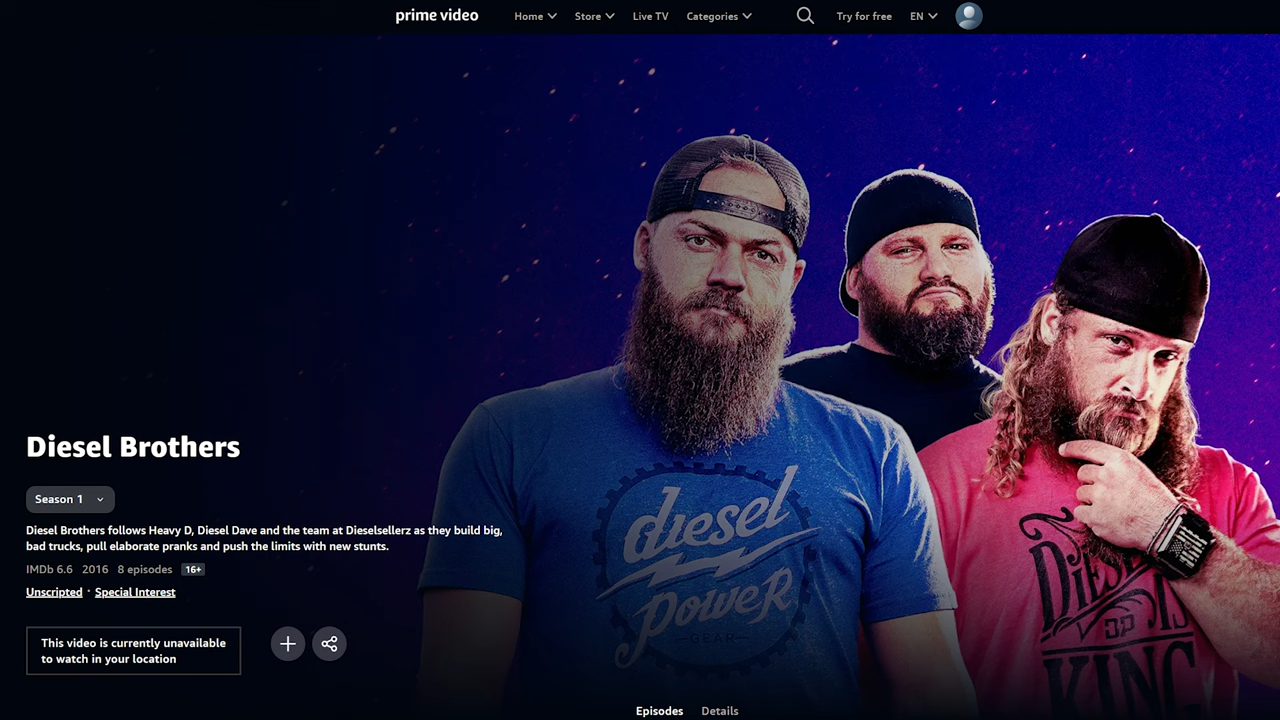 prime video Home Store Live TV Categories Try for free EN
Diesel Brothers
Season 1
Diesel Brothers follows Heavy D, Diesel Dave and the team at Dieselsellerz as they build big,
bad trucks, pull elaborate pranks and push the limits with new stunts.
IMDb 6.6 2016 8 episodes 16+
Unscripted · Special Interest
This video is currently unavailable
to watch in your location
Episodes Details
diesel
power
GEAR
KING